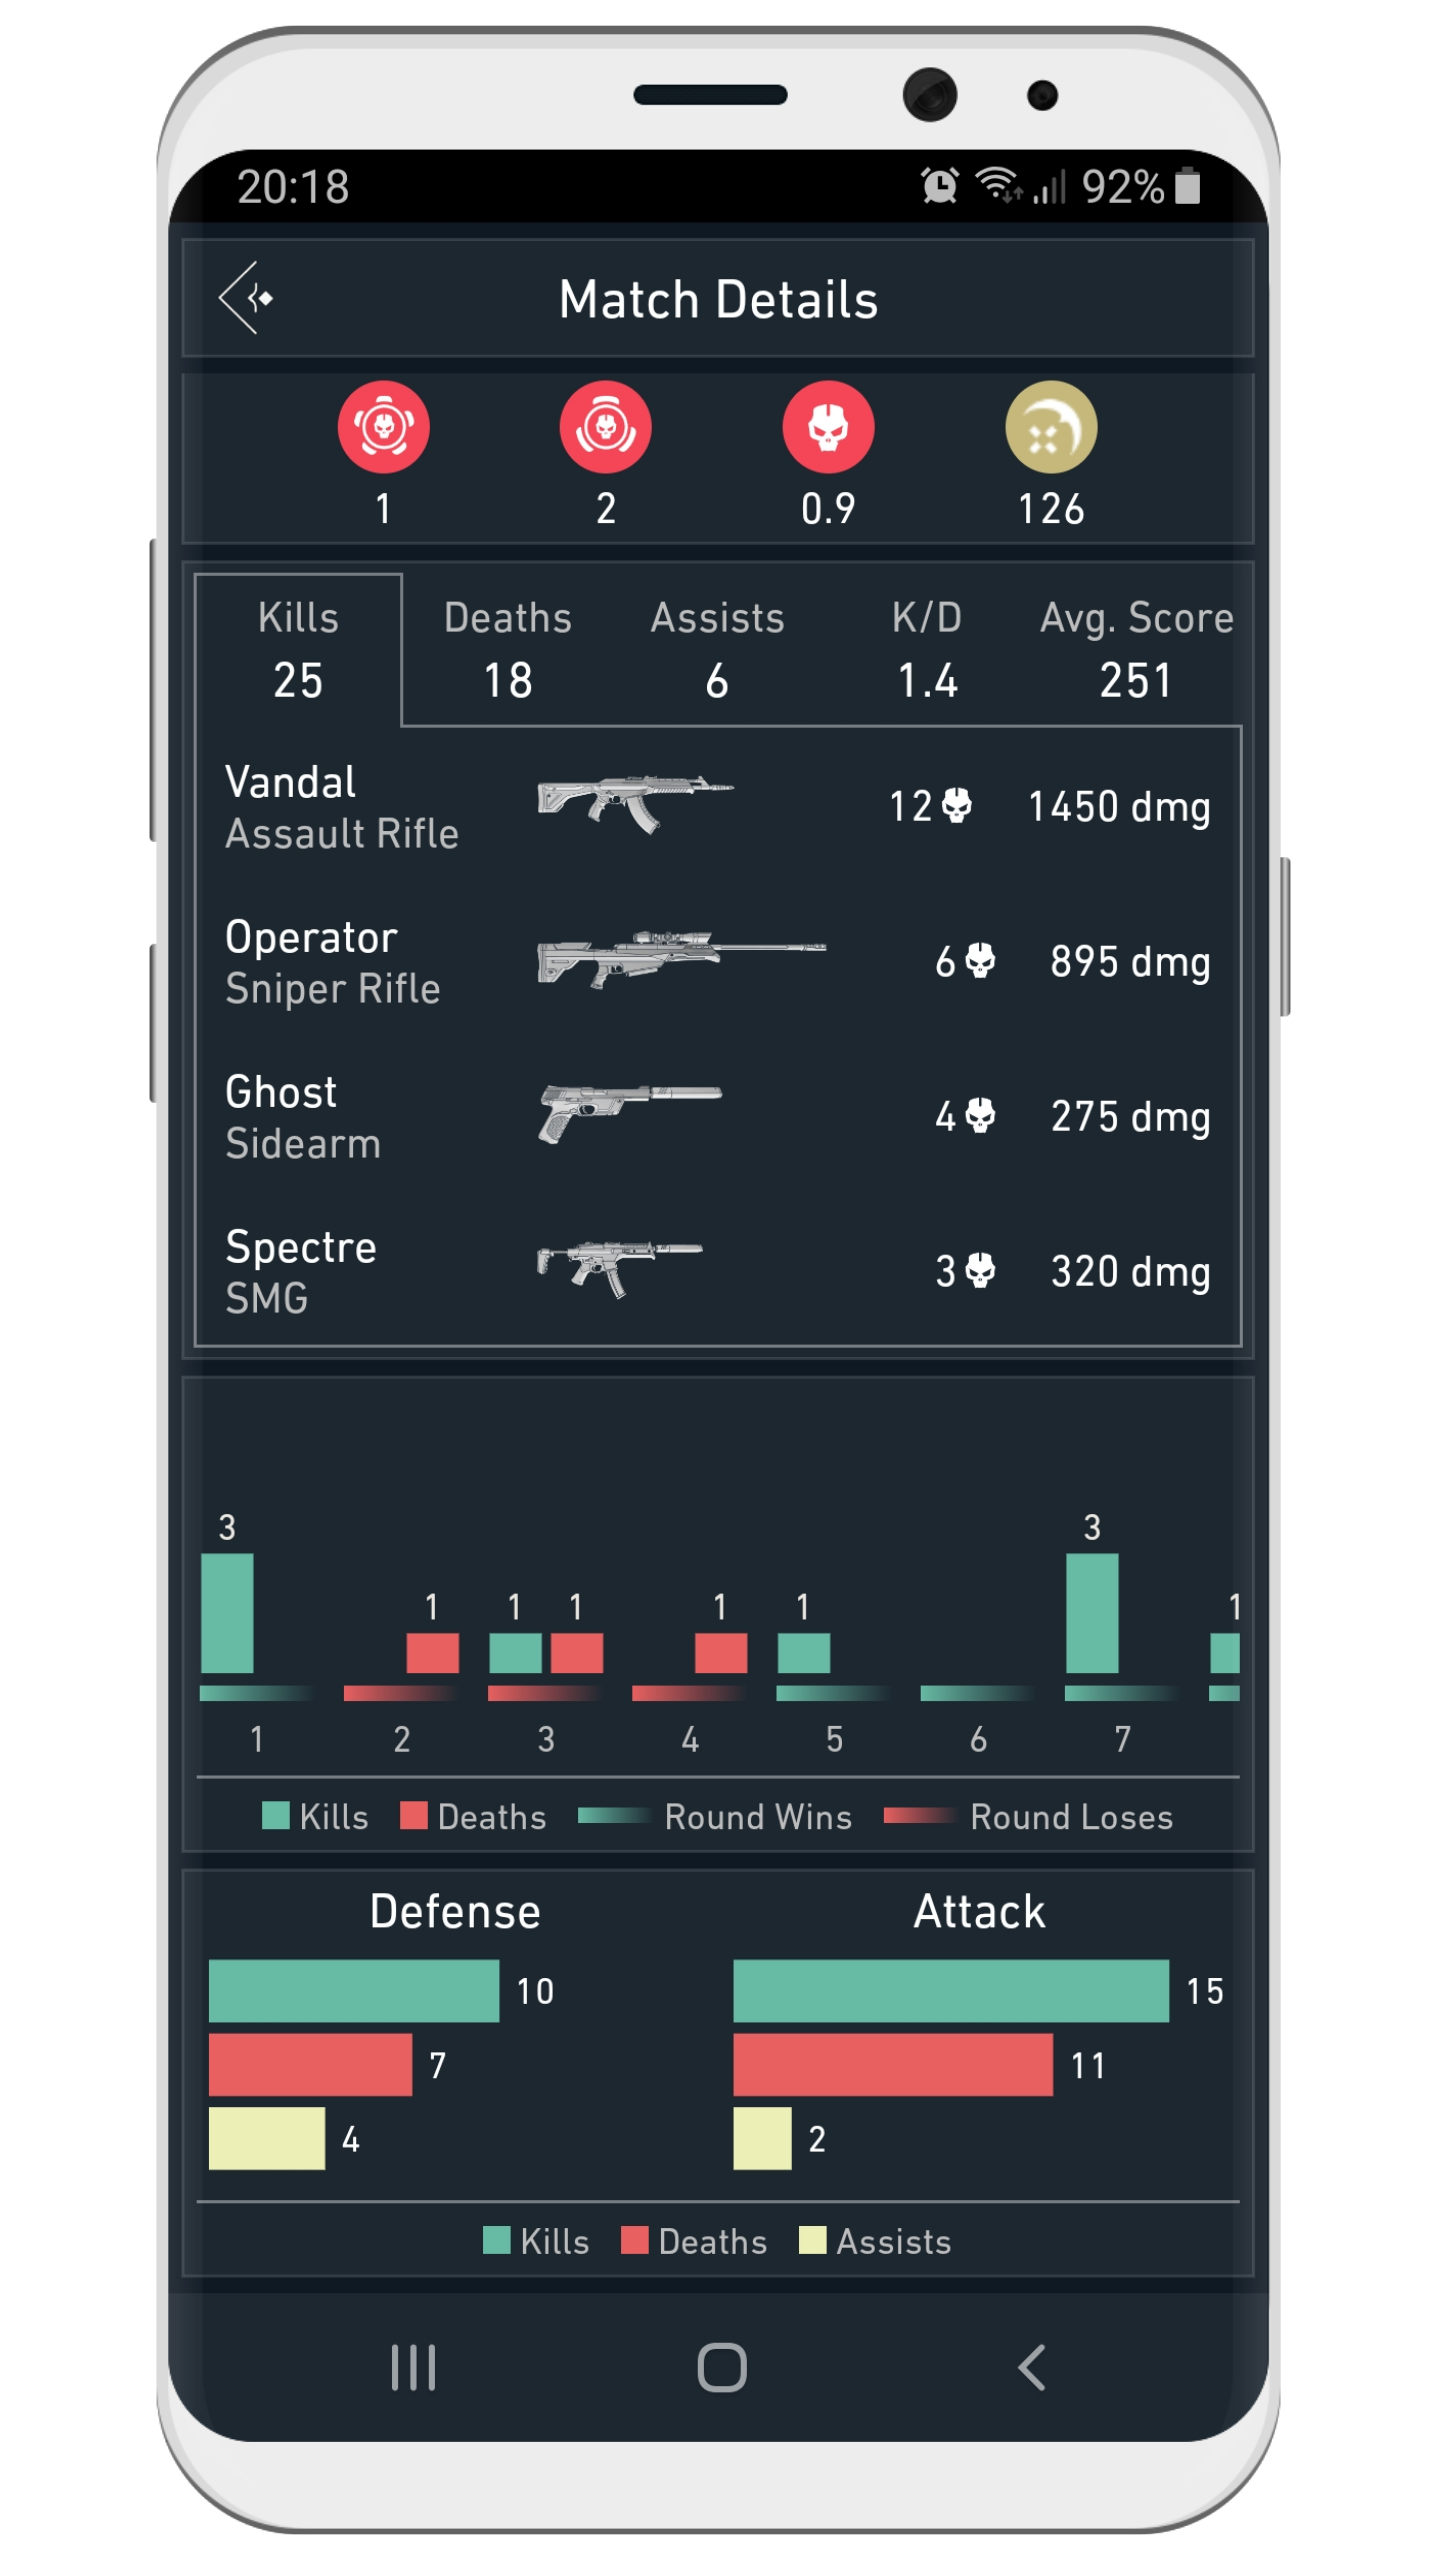 20:18 92%
Match Details
1 2 0.9 126
Kills Deaths Assists K/D Avg. Score
25 18 6 1.4 251
Vandal
Assault Rifle
12 1450 dmg
Operator
Sniper Rifle
6 895 dmg
Ghost
Sidearm
4 275 dmg
Spectre
SMG
3 320 dmg
3 3
1 1 1 1 1 1
1 2 3 4 5 6 7
Kills Deaths Round Wins Round Loses
Defense Attack
10 15
7 11
4 2
Kills Deaths Assists